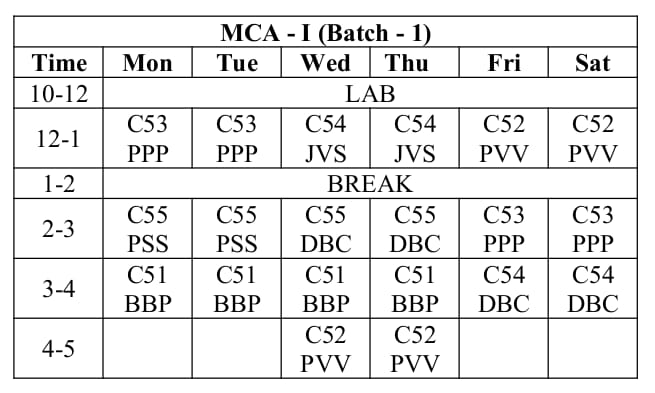 MCA - I (Batch - 1)
Time Mon Tue Wed Thu Fri Sat
10-12 LAB
12-1 C53 PPP C53 PPP C54 JVS C54 JVS C52 PVV C52 PVV
1-2 BREAK
2-3 C55 PSS C55 PSS C55 DBC C55 DBC C53 PPP C53 PPP
3-4 C51 BBP C51 BBP C51 BBP C51 BBP C54 DBC C54 DBC
4-5 C52 PVV C52 PVV